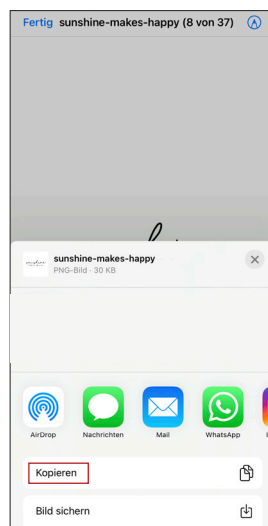 Fertig sunshine-makes-happy (8 von 37)
sunshine-makes-happy
PNG-Bild · 30 KB
AirDrop Nachrichten Mail WhatsApp
Kopieren
Bild sichern